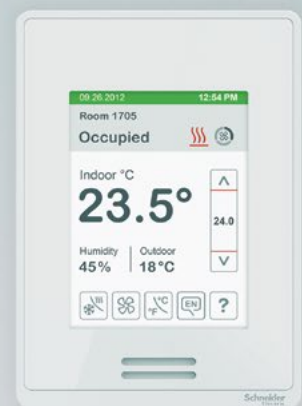 09.26.2012 12:54 PM
Room 1705
Occupied
Indoor °C
23.5°
24.0
Humidity Outdoor
45% 18°C
°F °C EN ?
Schneider